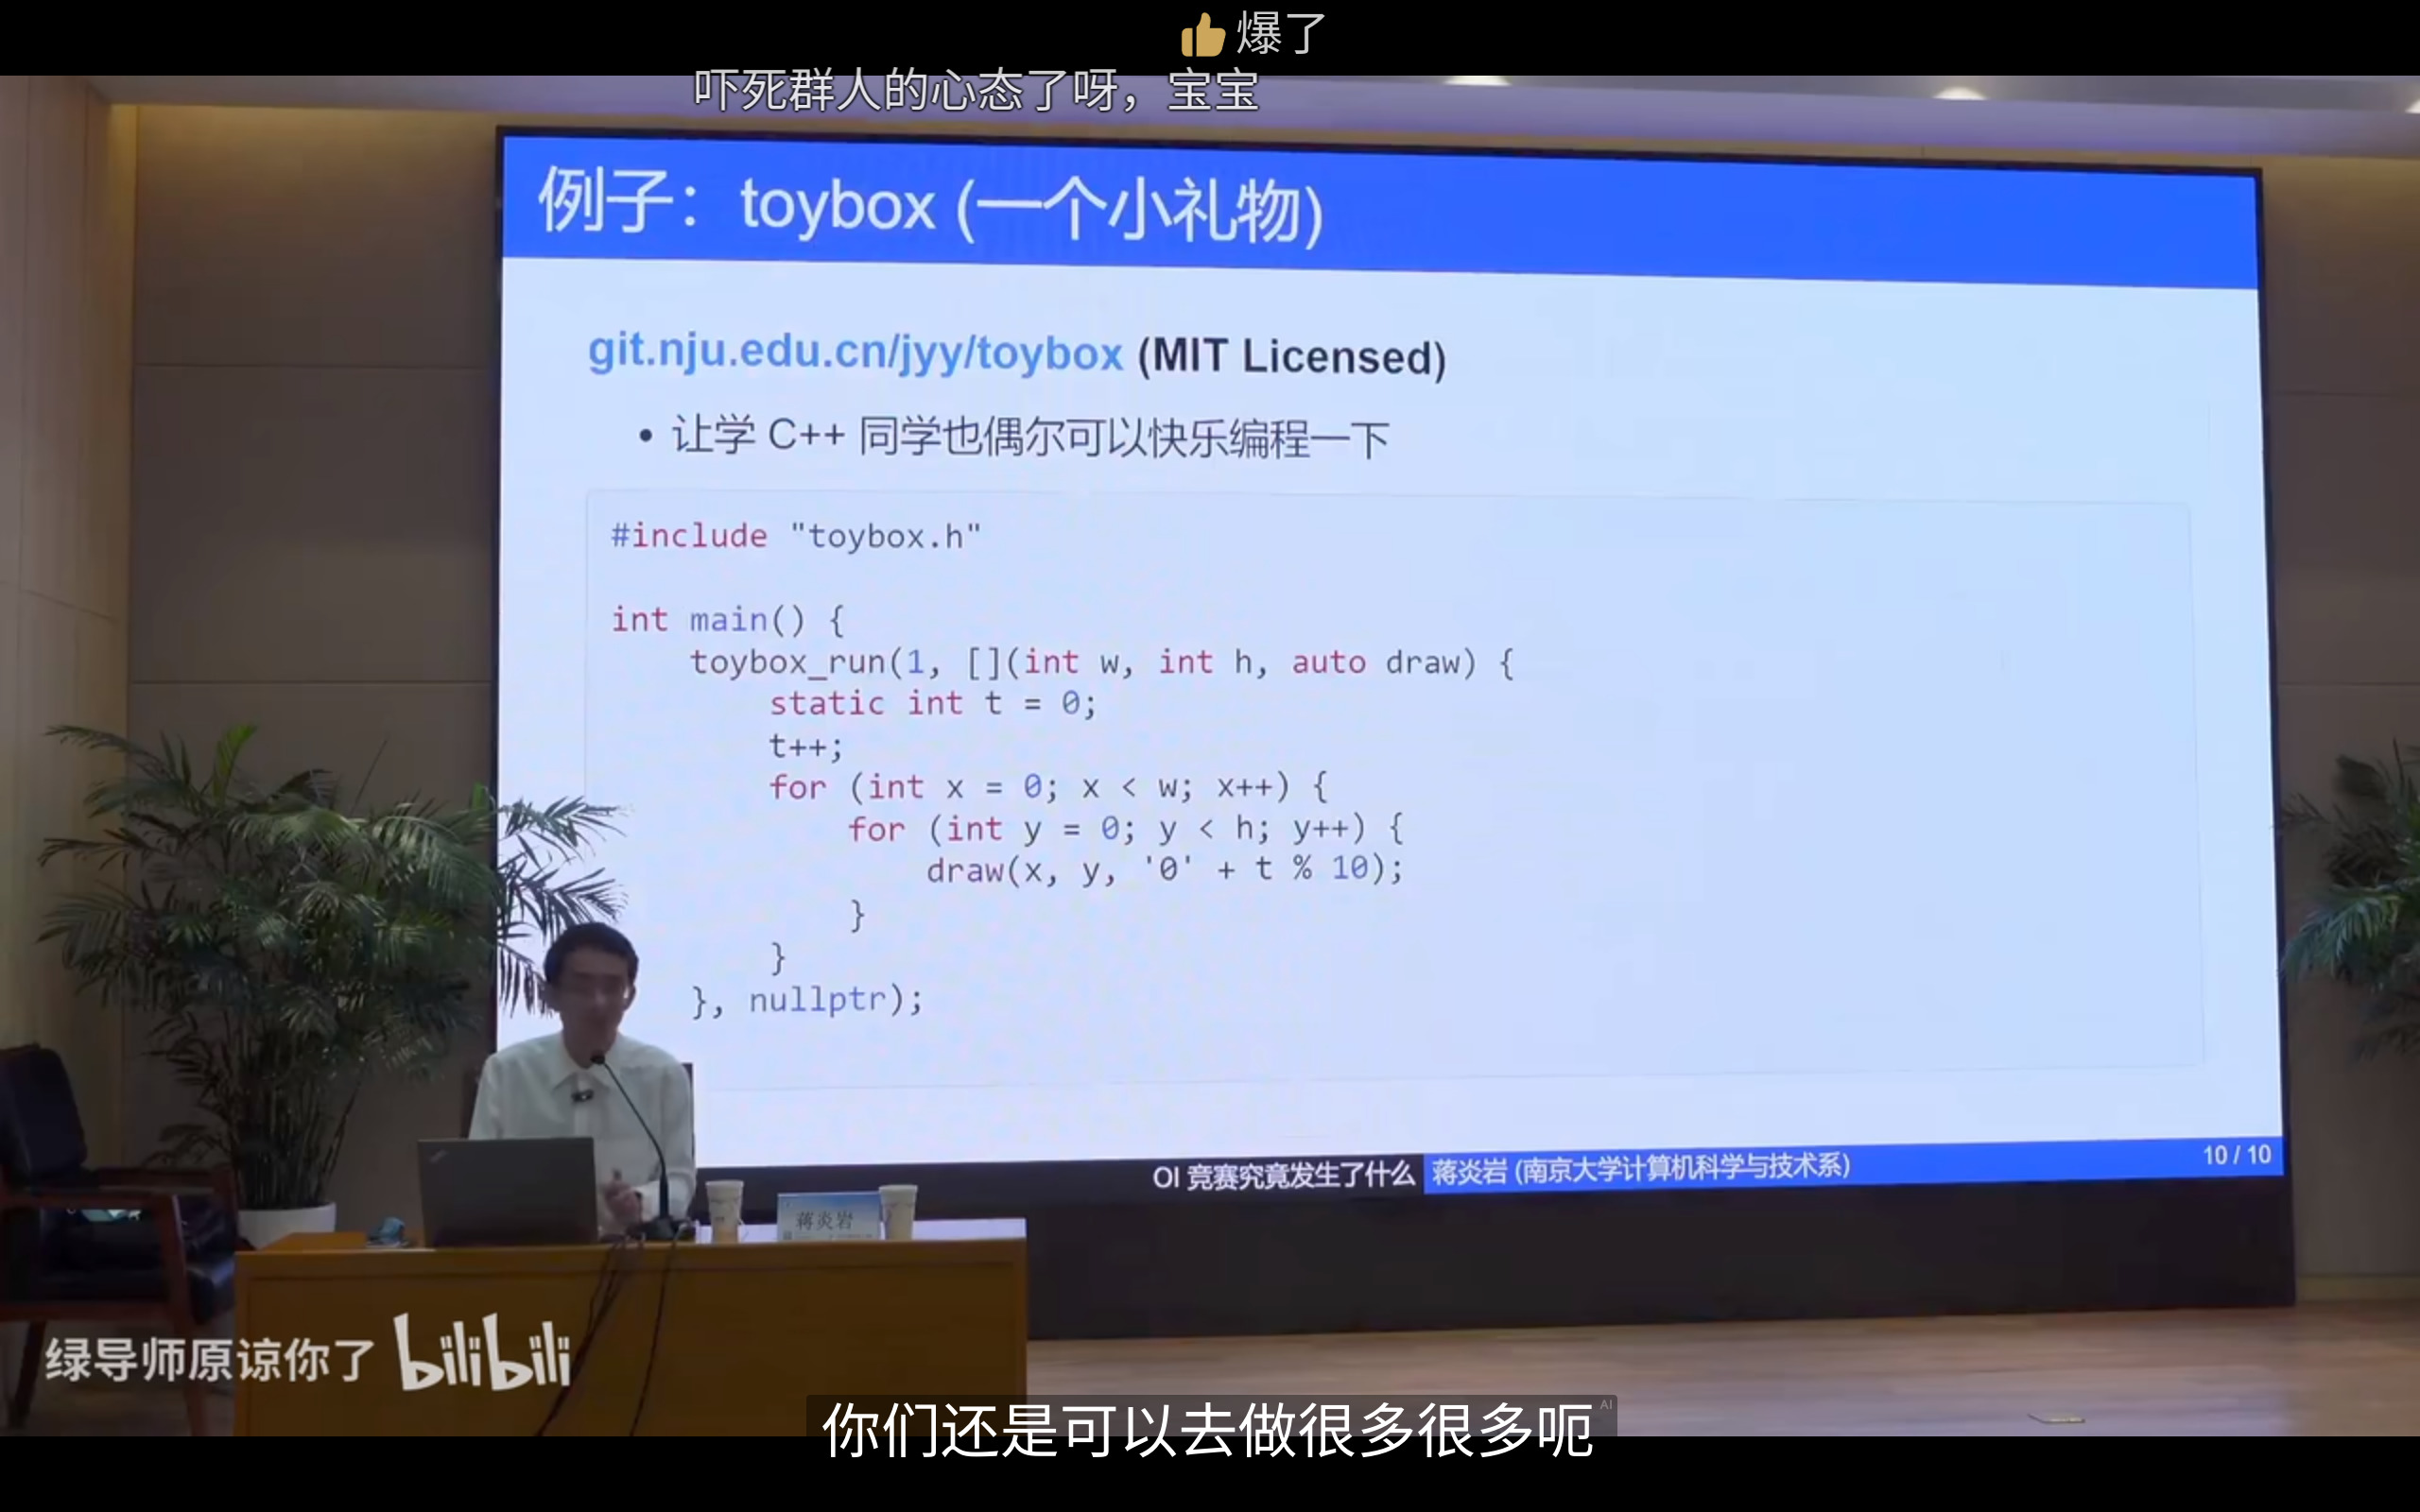 爆了
吓死群人的心态了呀，宝宝
例子：toybox (一个小礼物)
git.nju.edu.cn/jyy/toybox (MIT Licensed)
• 让学 C++ 同学也偶尔可以快乐编程一下
#include "toybox.h"
int main() {
toybox_run(1, [](int w, int h, auto draw) {
static int t = 0;
t++;
for (int x = 0; x < w; x++) {
for (int y = 0; y < h; y++) {
draw(x, y, '0' + t % 10);
}
}
}, nullptr);
OI 竞赛究竟发生了什么 蒋炎岩 (南京大学计算机科学与技术系) 10 / 10
蒋炎岩
绿导师原谅你了 bilibili
你们还是可以去做很多很多呃
AI